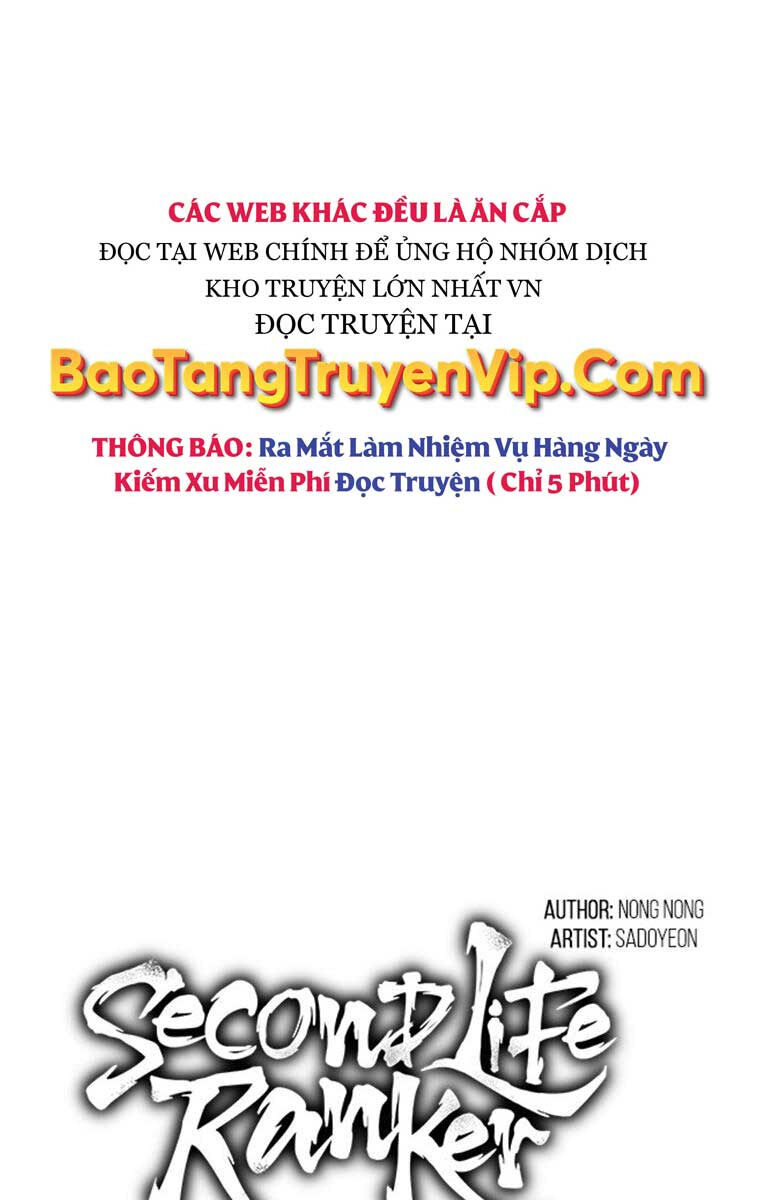 CÁC WEB KHÁC ĐỀU LÀ ĂN CẮP
ĐỌC TẠI WEB CHÍNH ĐỂ ỦNG HỘ NHÓM DỊCH
KHO TRUYỆN LỚN NHẤT VN
ĐỌC TRUYỆN TẠI
BaoTangTruyenVip.Com
THÔNG BÁO: Ra Mắt Làm Nhiệm Vụ Hàng Ngày
Kiếm Xu Miễn Phí Đọc Truyện ( Chỉ 5 Phút)
AUTHOR: NONG NONG
ARTIST: SADOYEON
Second Life
Ranker